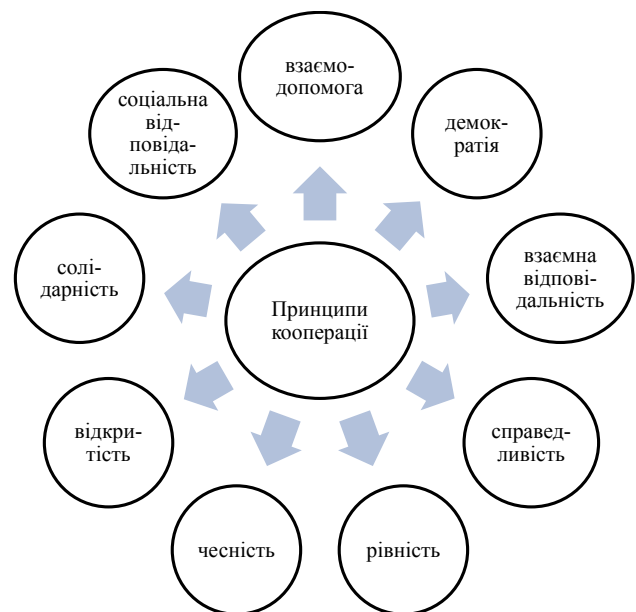 взаємо-
допомога
демок-
ратія
взаємна
відпові-
дальність
справед-
ливість
рівність
чесність
відкри-
тість
солі-
дарність
соціальна
від-
повіда-
льність
Принципи
кооперації